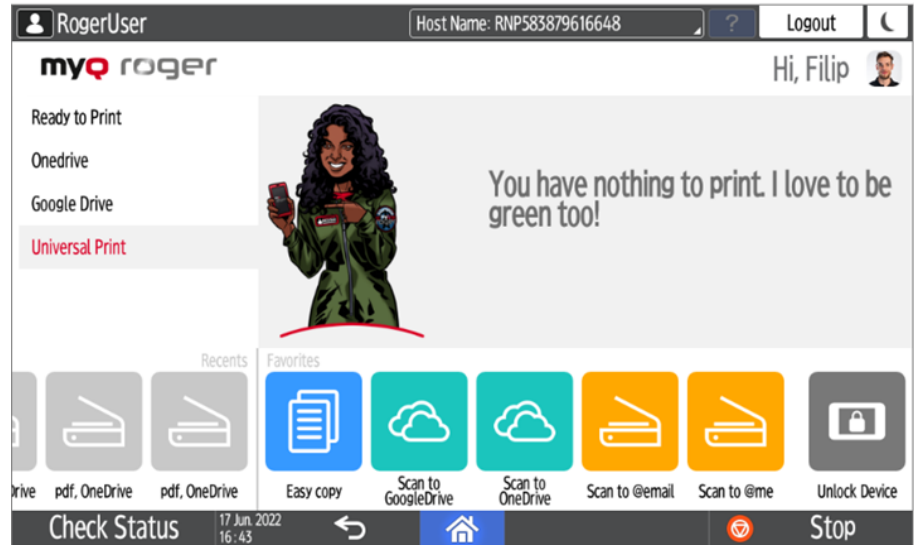 RogerUser
Host Name: RNP583879616648
?
Logout
myQ roger
Hi, Filip
Ready to Print
Onedrive
Google Drive
Universal Print
You have nothing to print. I love to be
green too!
Recents
Favorites
Drive
pdf, OneDrive
pdf, OneDrive
Easy copy
Scan to
GoogleDrive
Scan to
OneDrive
Scan to @email
Scan to @me
Unlock Device
Check Status
17 Jun. 2022
16:43
Stop